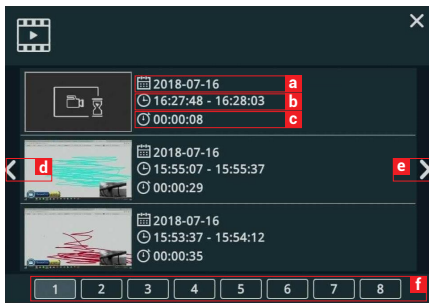 2018-07-16 a
16:27:48 - 16:28:03 b
00:00:08 c
d
e
2018-07-16
15:55:07 - 15:55:37
00:00:29
2018-07-16
15:53:37 - 15:54:12
00:00:35
1 2 3 4 5 6 7 8 f